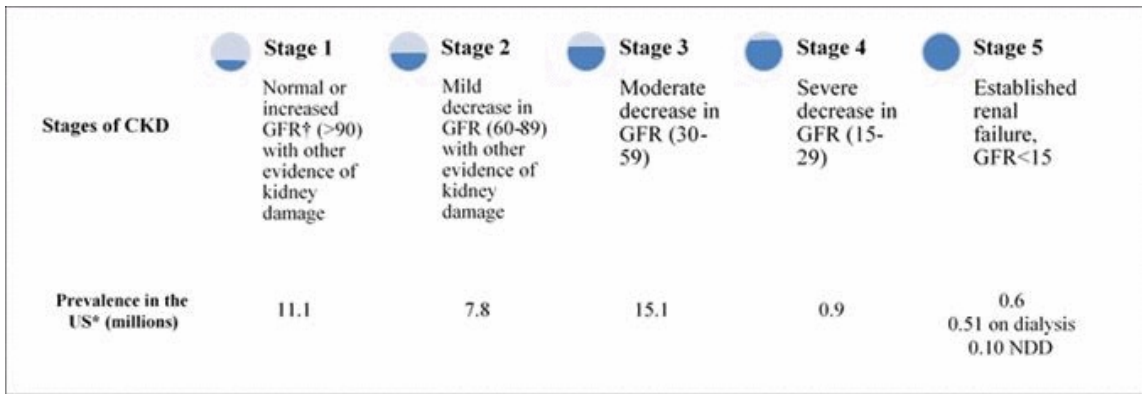 Stage 1
Stage 2
Stage 3
Stage 4
Stage 5
Stages of CKD
Normal or
increased
GFR† (>90)
with other
evidence of
kidney
damage
Mild
decrease in
GFR (60-89)
with other
evidence of
kidney
damage
Moderate
decrease in
GFR (30-
59)
Severe
decrease in
GFR (15-
29)
Established
renal
failure,
GFR<15
Prevalence in the
US* (millions)
11.1
7.8
15.1
0.9
0.6
0.51 on dialysis
0.10 NDD